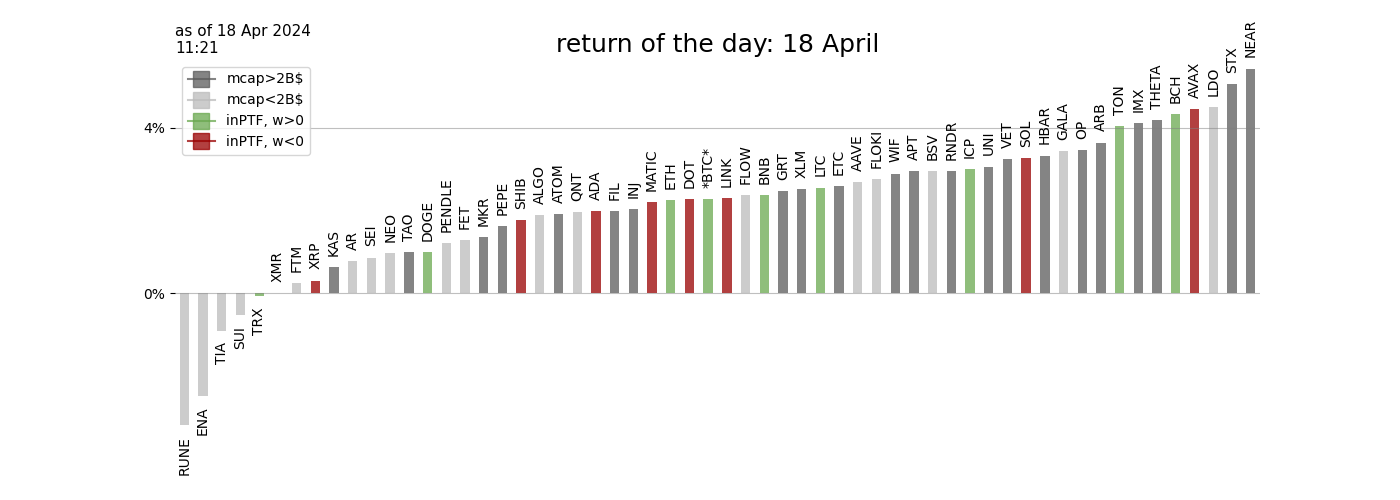 as of 18 Apr 2024
11:21
return of the day: 18 April
mcap>2B$
mcap<2B$
inPTF, w>0
inPTF, w<0
4%
0%
RUNE
ENA
TIA
SUI
TRX
XMR
FTM
XRP
KAS
AR
SEI
NEO
TAO
DOGE
PENDLE
FET
MKR
PEPE
SHIB
ALGO
ATOM
QNT
ADA
FIL
INJ
MATIC
ETH
DOT
*BTC*
LINK
FLOW
BNB
GRT
XLM
LTC
ETC
AAVE
FLOKI
WIF
APT
BSV
RNDR
ICP
UNI
VET
SOL
HBAR
GALA
OP
ARB
TON
IMX
THETA
BCH
AVAX
LDO
STX
NEAR